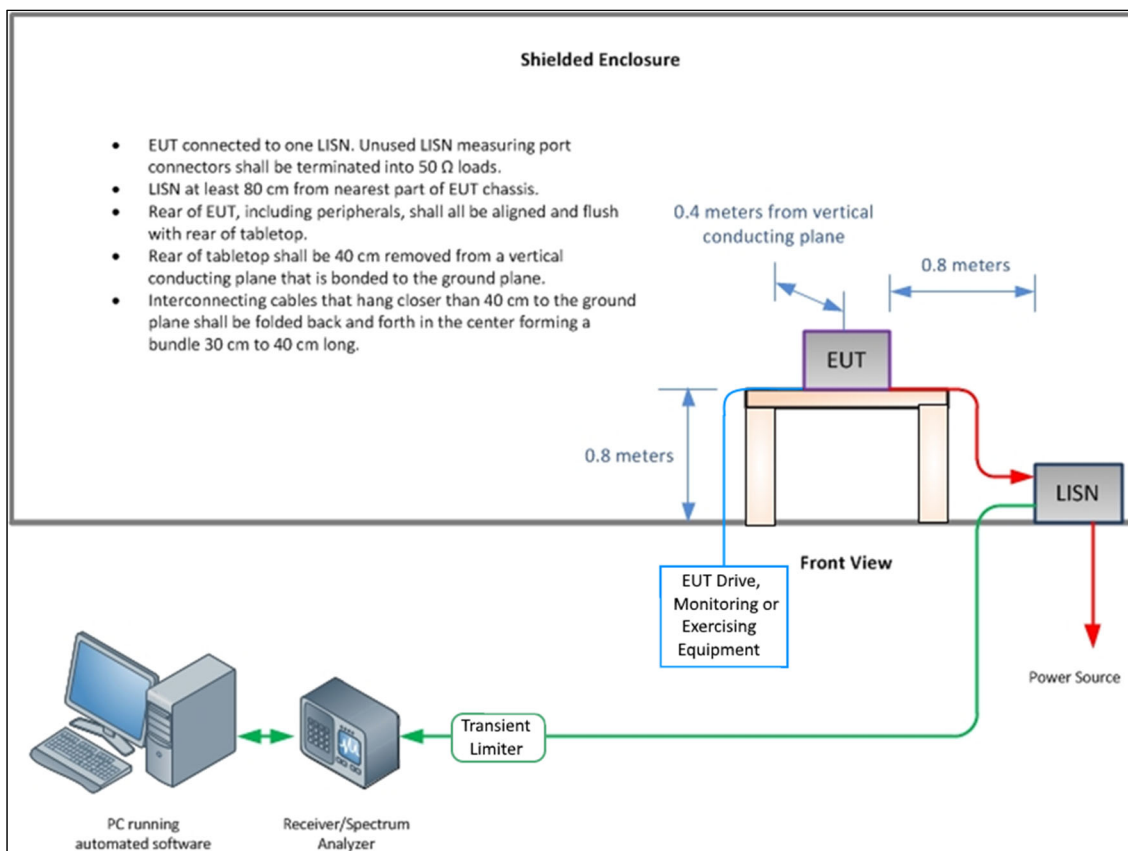 Shielded Enclosure
• EUT connected to one LISN. Unused LISN measuring port
connectors shall be terminated into 50 Ω loads.
• LISN at least 80 cm from nearest part of EUT chassis.
• Rear of EUT, including peripherals, shall all be aligned and flush
with rear of tabletop.
• Rear of tabletop shall be 40 cm removed from a vertical
conducting plane that is bonded to the ground plane.
• Interconnecting cables that hang closer than 40 cm to the ground
plane shall be folded back and forth in the center forming a
bundle 30 cm to 40 cm long.
0.4 meters from vertical
conducting plane
0.8 meters
EUT
0.8 meters
LISN
Front View
EUT Drive,
Monitoring or
Exercising
Equipment
Power Source
Transient
Limiter
PC running
automated software
Receiver/Spectrum
Analyzer